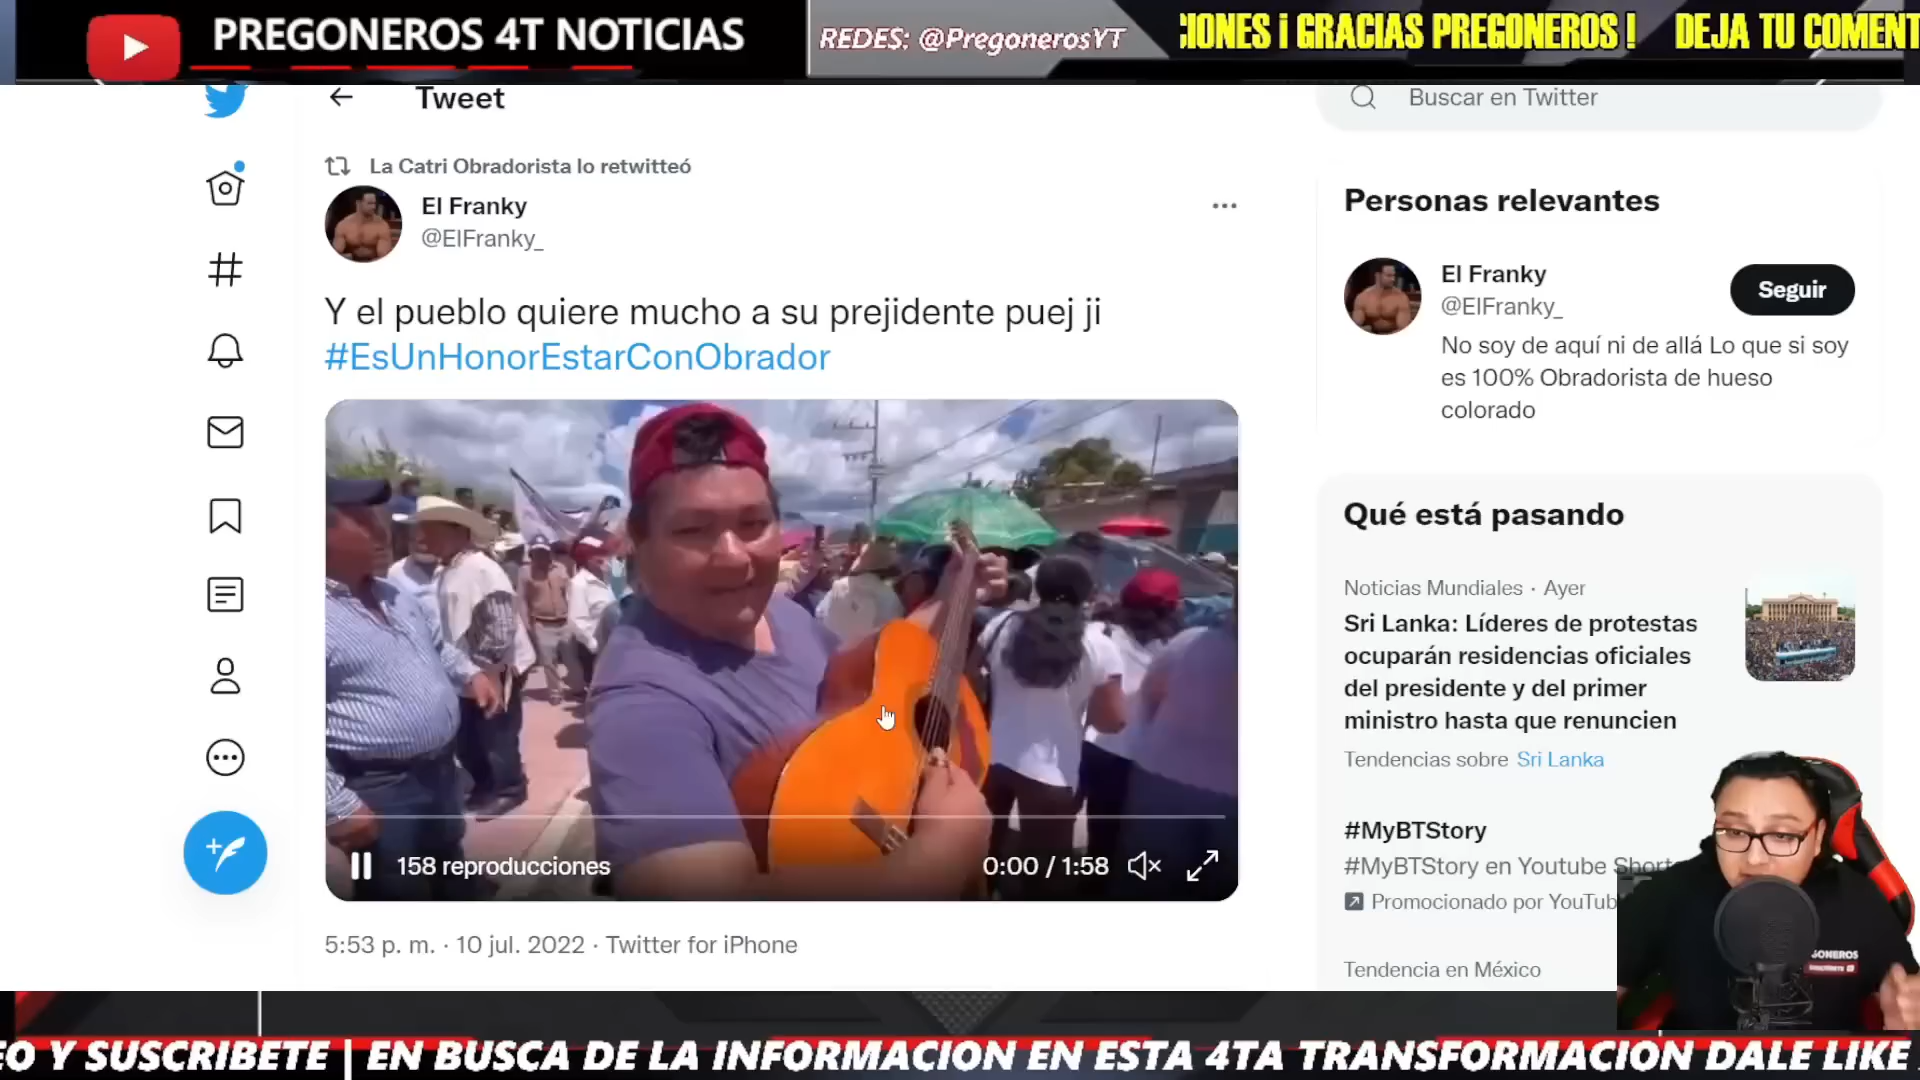 PREGONEROS 4T NOTICIAS
REDES: @PregonerosYT
¡ GRACIAS PREGONEROS ! DEJA TU
Tweet
Buscar en Twitter
La Catri Obradorista lo retwitteó
El Franky
@ElFranky_
Y el pueblo quiere mucho a su prejidente puej ji
#EsUnHonorEstarConObrador
158 reproducciones
0:00 / 1:58
5:53 p. m. · 10 jul. 2022 · Twitter for iPhone
Personas relevantes
El Franky
@ElFranky_
Seguir
No soy de aquí ni de allá Lo que si soy
es 100% Obradorista de hueso
colorado
Qué está pasando
Noticias Mundiales · Ayer
Sri Lanka: Líderes de protestas
ocuparán residencias oficiales
del presidente y del primer
ministro hasta que renuncien
Tendencias sobre Sri Lanka
#MyBTStory
#MyBTStory en Youtube Short
Promocionado por YouTub
Tendencia en México
GONEROS
Y SUSCRIBETE | EN BUSCA DE LA INFORMACION EN ESTA 4TA TRANSFORMACION DALE LIKE